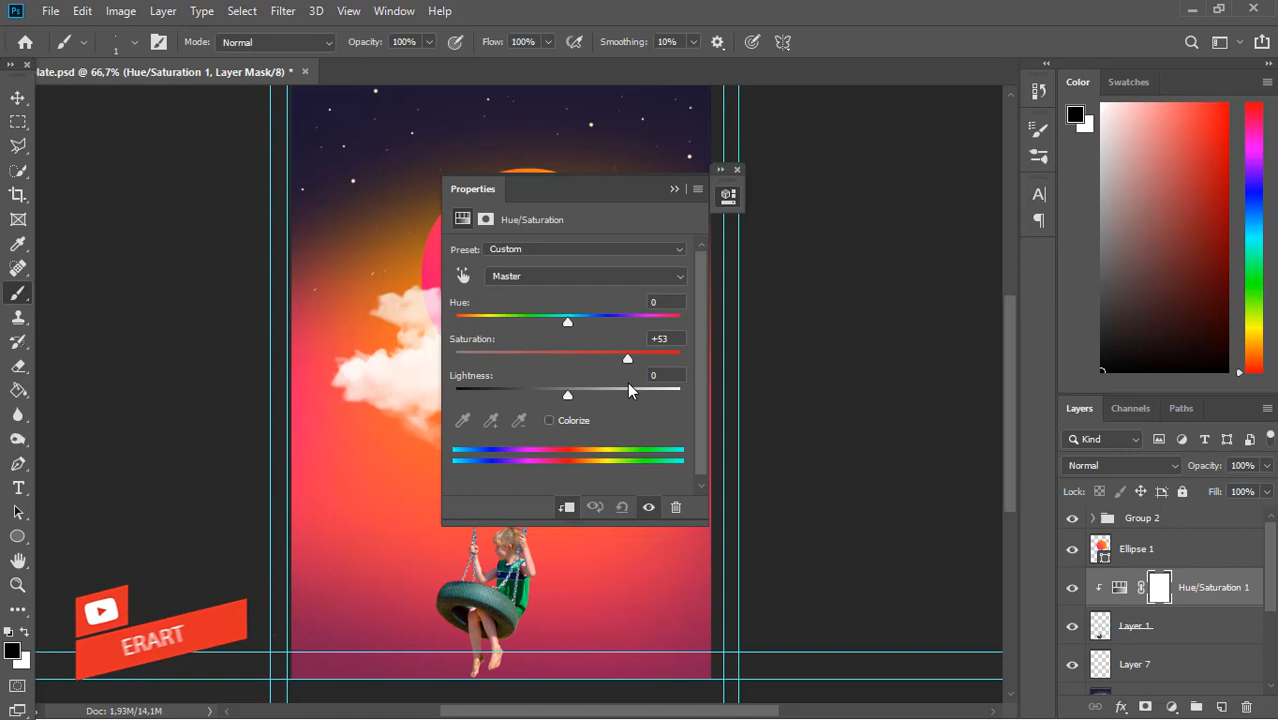 Ps File Edit Image Layer Type Select Filter 3D View Window Help
1 Mode: Normal Opacity: 100% Flow: 100% Smoothing: 10%
late.psd @ 66,7% (Hue/Saturation 1, Layer Mask/8) *
Color Swatches
Properties
Hue/Saturation
Preset: Custom
Master
Hue: 0
Saturation: +53
Lightness: 0
Colorize
Layers Channels Paths
Kind
Normal Opacity: 100%
Lock: Fill: 100%
Group 2
Ellipse 1
Hue/Saturation 1
Layer 1
Layer 7
ERART
Doc: 1,93M/14,1M